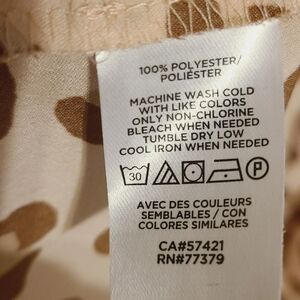 100% POLYESTER/
POLIÉSTER
MACHINE WASH COLD
WITH LIKE COLORS
ONLY NON-CHLORINE
BLEACH WHEN NEEDED
TUMBLE DRY LOW
COOL IRON WHEN NEEDED
30 P
AVEC DES COULEURS
SEMBLABLES / CON
COLORES SIMILARES
CA#57421
RN#77379